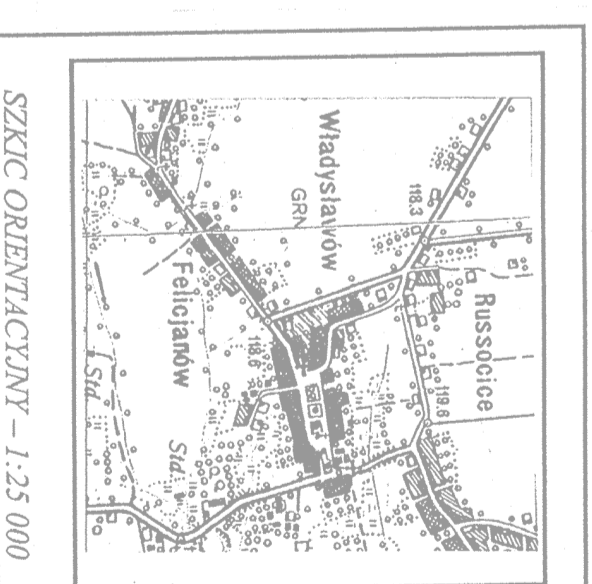 Russocice
119.8
118.3
Władysławów
GRN
118.6
Felicjanów
Std.
Std.
SZKIC ORIENTACYJNY – 1:25 000